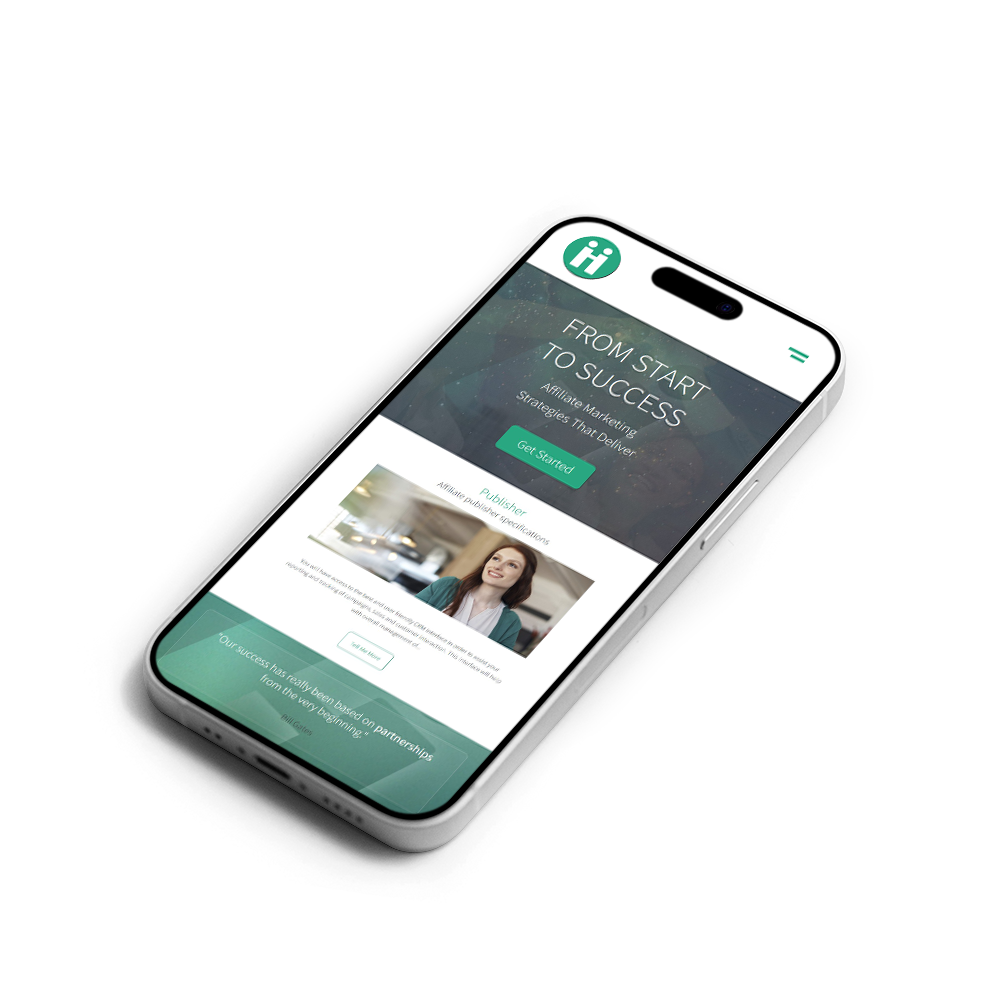 FROM START
TO SUCCESS
Affiliate Marketing
Strategies That Deliver
Get Started
Publisher
Affiliate publisher specifications
You will have access to the best and user friendly CRM interface in order to assist your
reporting and tracking of campaigns, sales and customer interaction. This interface will help
with overall management of...
Tell Me More
"Our success has really been based on partnerships
from the very beginning."
Bill Gates